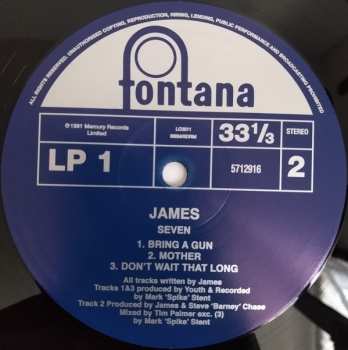 ALL RIGHTS RESERVED. UNAUTHORISED COPYING, REPRODUCTION, HIRING, LENDING, PUBLIC PERFORMANCE AND BROADCASTING PROHIBITED
fontana
℗ 1991 Mercury Records
Limited
33 1/3
STEREO
LP 1
5712916
2
JAMES
SEVEN
1. BRING A GUN
2. MOTHER
3. DON'T WAIT THAT LONG
All tracks written by James
Tracks 1&3 produced by Youth & Recorded
by Mark 'Spike' Stent
Track 2 Produced by James & Steve 'Barney' Chase
Mixed by Tim Palmer exc. (3)
by Mark 'Spike' Stent